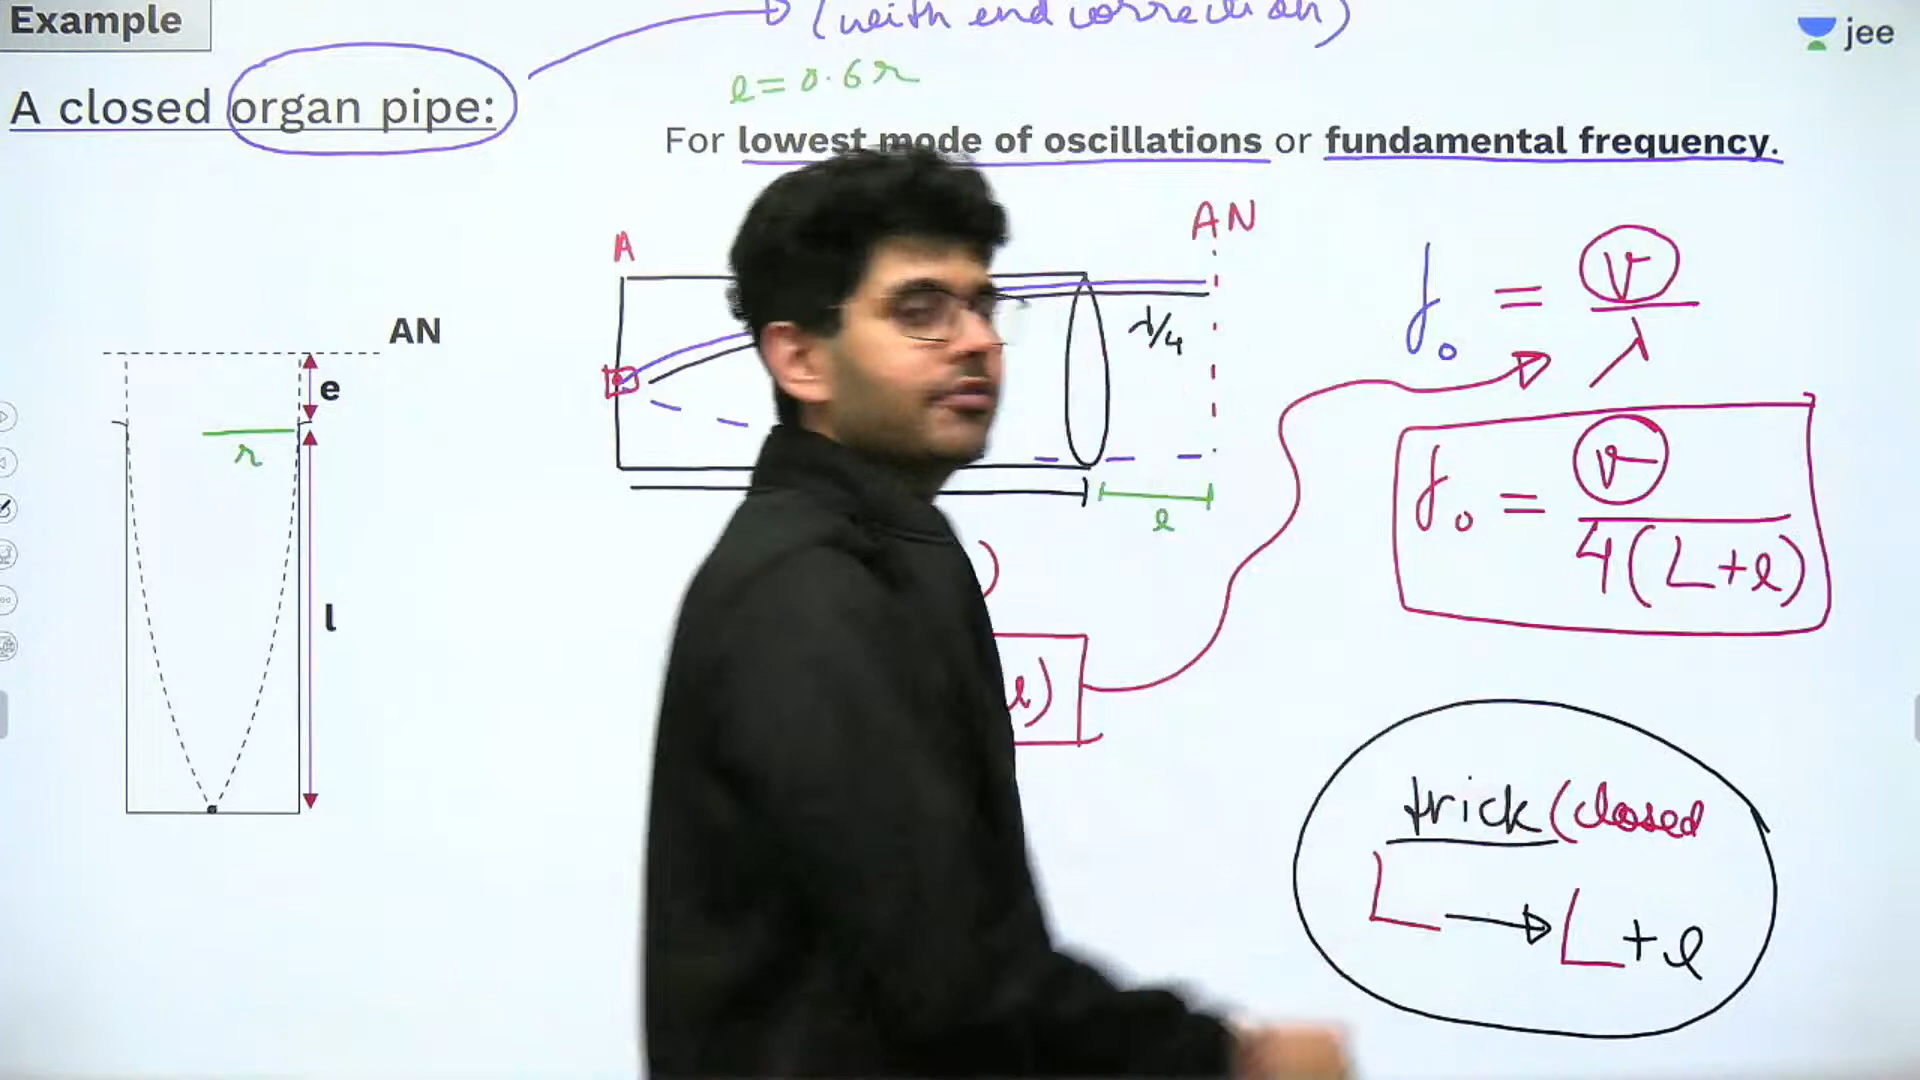 Example
(with end correction)
jee
e = 0.6r
A closed organ pipe:
For lowest mode of oscillations or fundamental frequency.
AN
A
f₀ = v/λ
AN
λ/4
e
r
f₀ = v/4(L+e)
e
)
l
e)
trick (closed
L → L+e